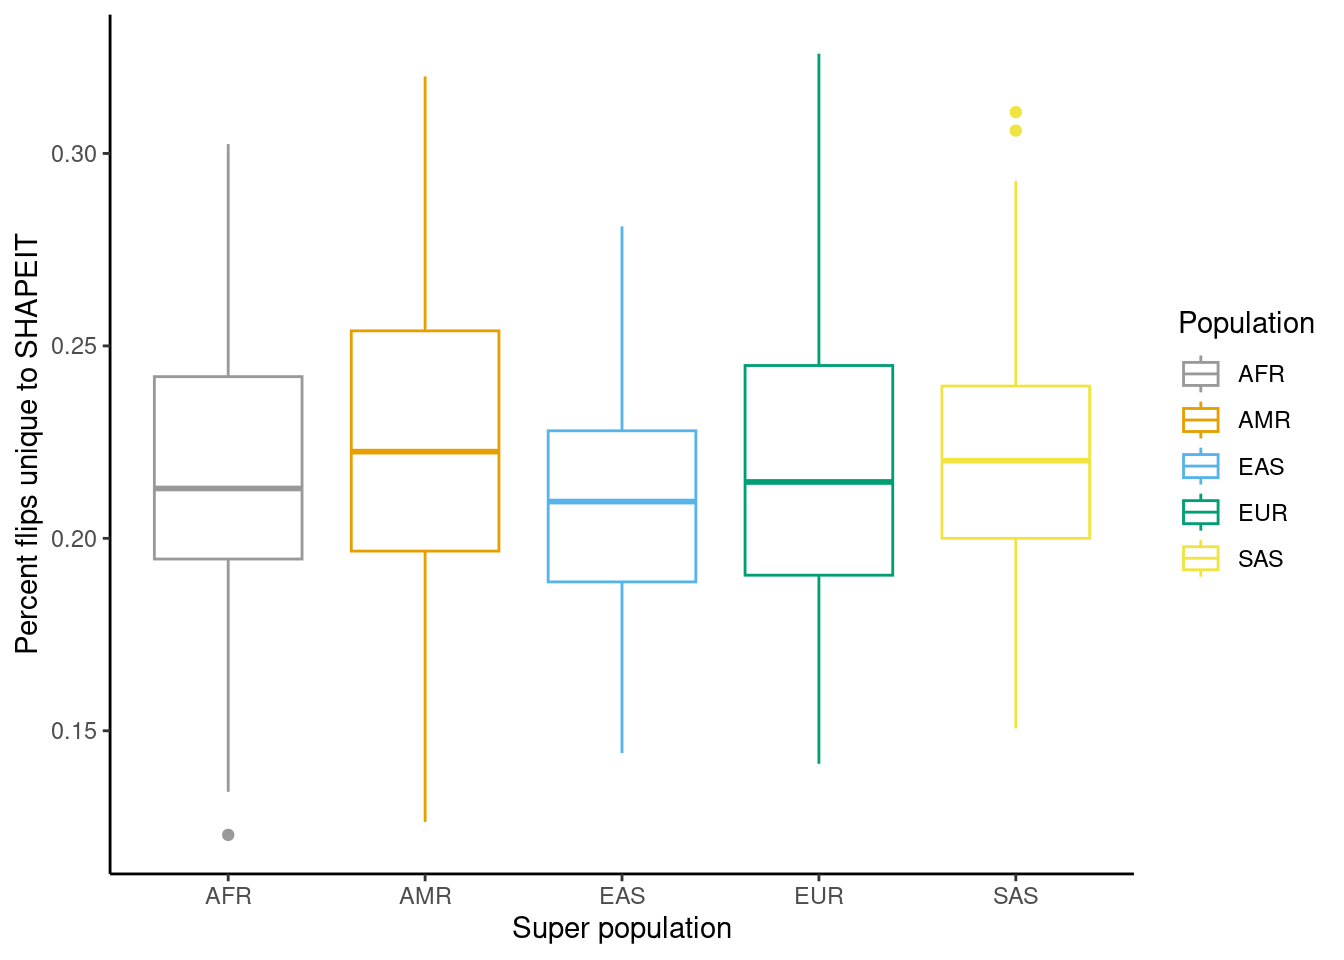 Percent flips unique to SHAPEIT
0.30
0.25
0.20
0.15
AFR
AMR
EAS
EUR
SAS
Super population
Population
AFR
AMR
EAS
EUR
SAS